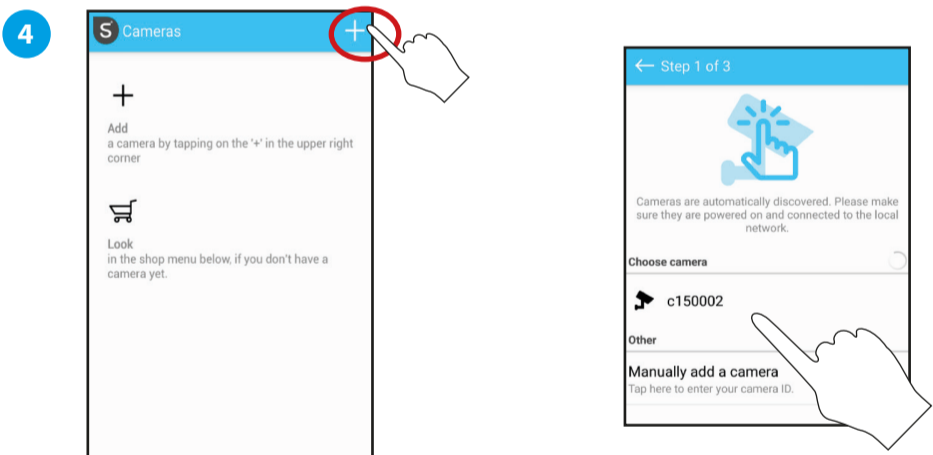 4
S Cameras +
Add
a camera by tapping on the '+' in the upper right
corner
Look
in the shop menu below, if you don't have a
camera yet.
← Step 1 of 3
Cameras are automatically discovered. Please make
sure they are powered on and connected to the local
network.
Choose camera
c150002
Other
Manually add a camera
Tap here to enter your camera ID.